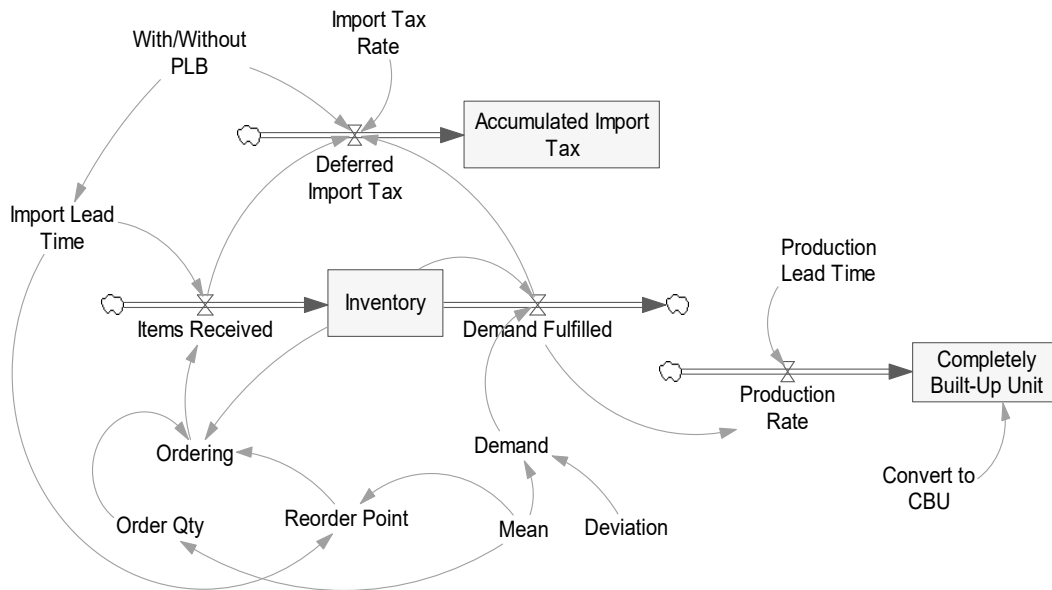 Import Tax
Rate
With/Without
PLB
Accumulated Import
Tax
Deferred
Import Tax
Import Lead
Time
Production
Lead Time
Inventory
Items Received
Demand Fulfilled
Completely
Built-Up Unit
Production
Rate
Ordering
Demand
Convert to
CBU
Order Qty
Reorder Point
Mean
Deviation